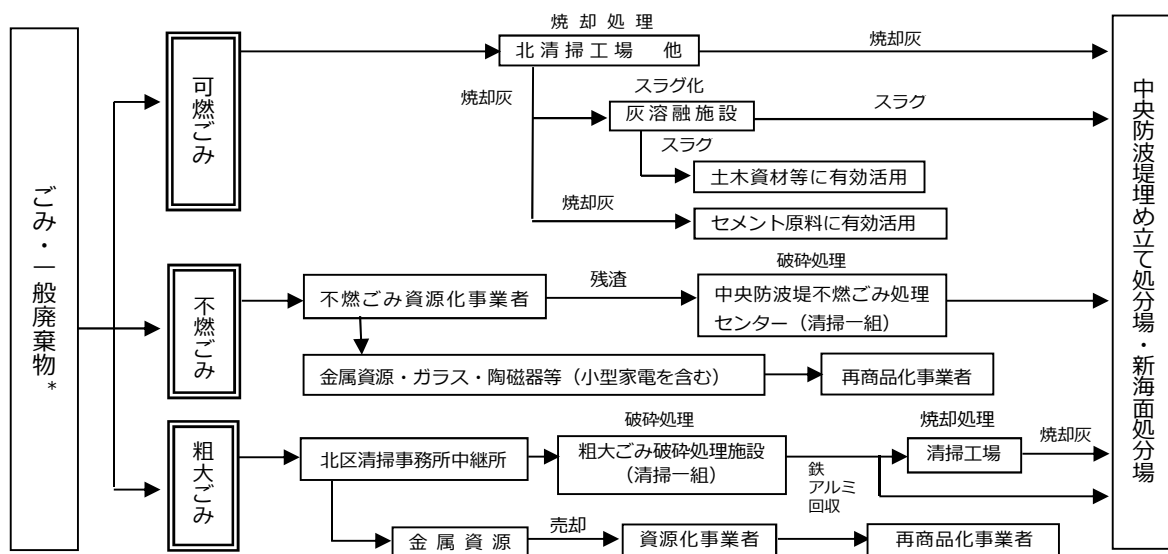 ごみ・一般廃棄物*
可燃ごみ
焼却処理
北清掃工場　他
焼却灰
焼却灰
スラグ化
灰溶融施設
スラグ
スラグ
土木資材等に有効活用
焼却灰
セメント原料に有効活用
不燃ごみ
不燃ごみ資源化事業者
残渣
破砕処理
中央防波堤不燃ごみ処理
センター（清掃一組）
金属資源・ガラス・陶磁器等（小型家電を含む）
再商品化事業者
粗大ごみ
北区清掃事務所中継所
破砕処理
粗大ごみ破砕処理施設
（清掃一組）
鉄
アルミ
回収
焼却処理
清掃工場
焼却灰
金属資源
売却
資源化事業者
再商品化事業者
中央防波堤埋め立て処分場・新海面処分場